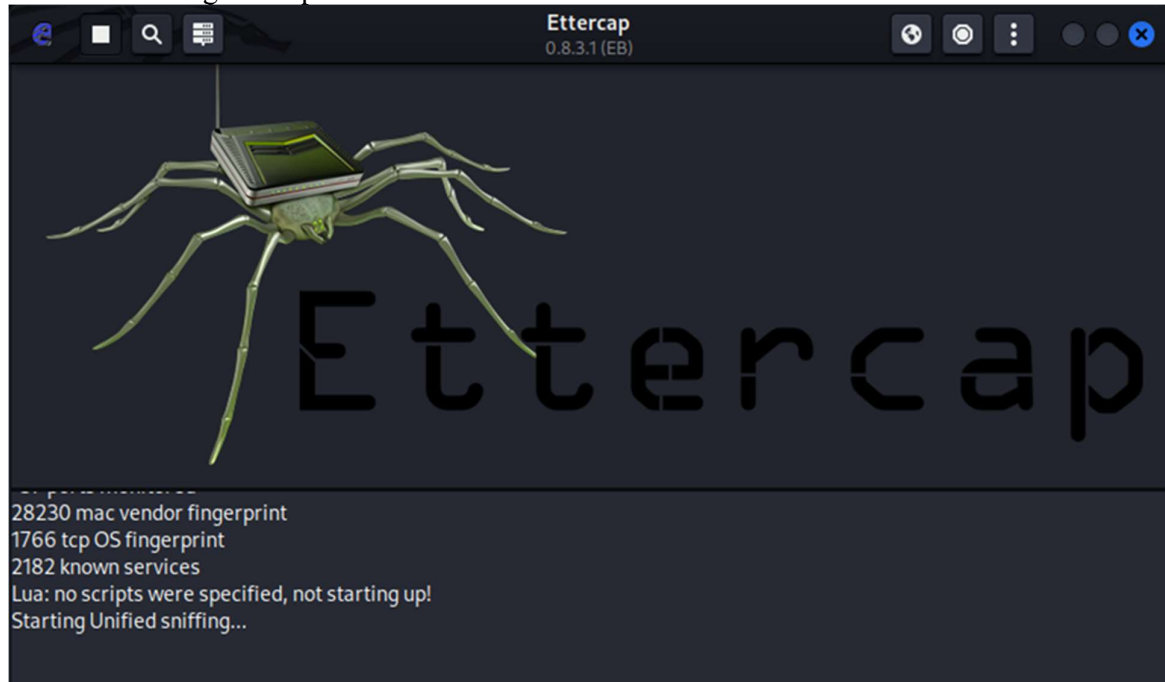 Ettercap
0.8.3.1 (EB)
Ettercap
28230 mac vendor fingerprint
1766 tcp OS fingerprint
2182 known services
Lua: no scripts were specified, not starting up!
Starting Unified sniffing...